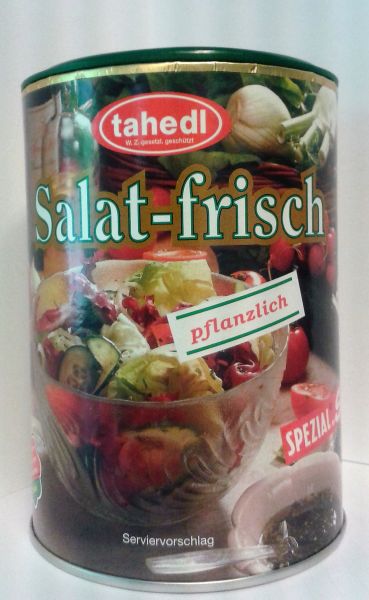 tahedl
W. Z. gesetzl. geschützt
Salat-frisch
pflanzlich
SPEZIAL
Serviervorschlag